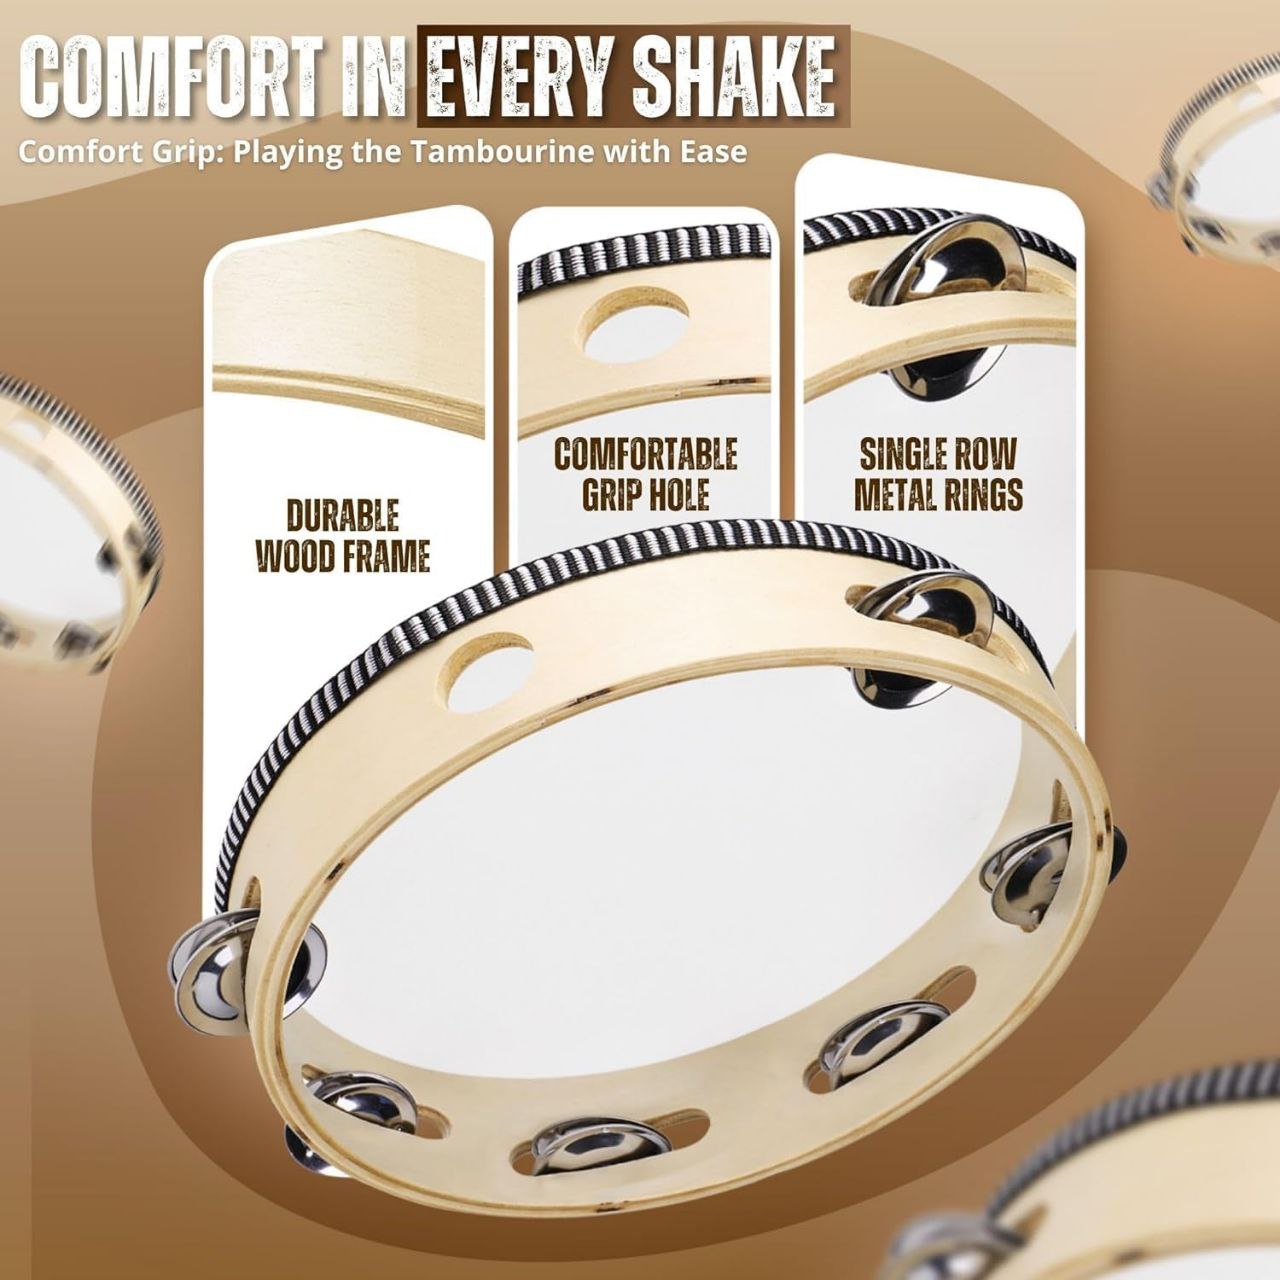 COMFORT IN EVERY SHAKE
Comfort Grip: Playing the Tambourine with Ease
DURABLE
WOOD FRAME
COMFORTABLE
GRIP HOLE
SINGLE ROW
METAL RINGS